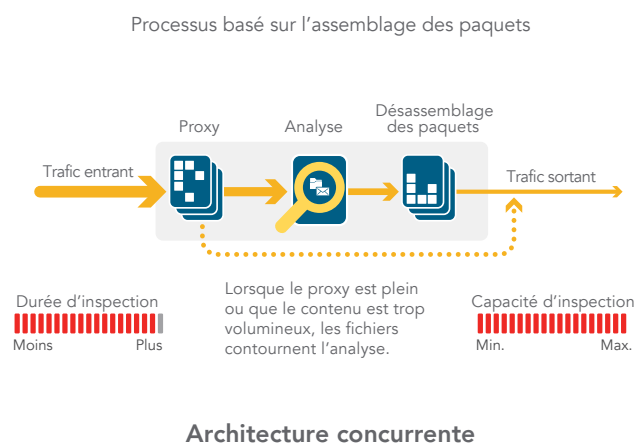 Processus basé sur l’assemblage des paquets
Proxy
Analyse
Désassemblage
des paquets
Trafic entrant
Trafic sortant
Durée d’inspection
Moins
Plus
Lorsque le proxy est plein
ou que le contenu est trop
volumineux, les fichiers
contournent l’analyse.
Capacité d’inspection
Min.
Max.
Architecture concurrente